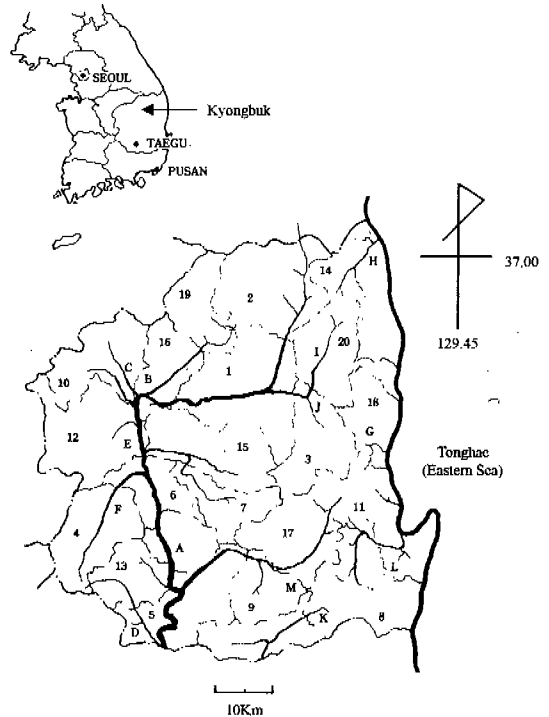 SEOUL
Kyongbuk
TAEGU
PUSAN
14
H
37,00
19
2
129.45
16
I
20
C
B
10
1
18
J
G
12
E
15
3
Tonghae
(Eastern Sea)
6
F
7
11
4
17
A
13
L
M
9
5
K
8
D
10Km